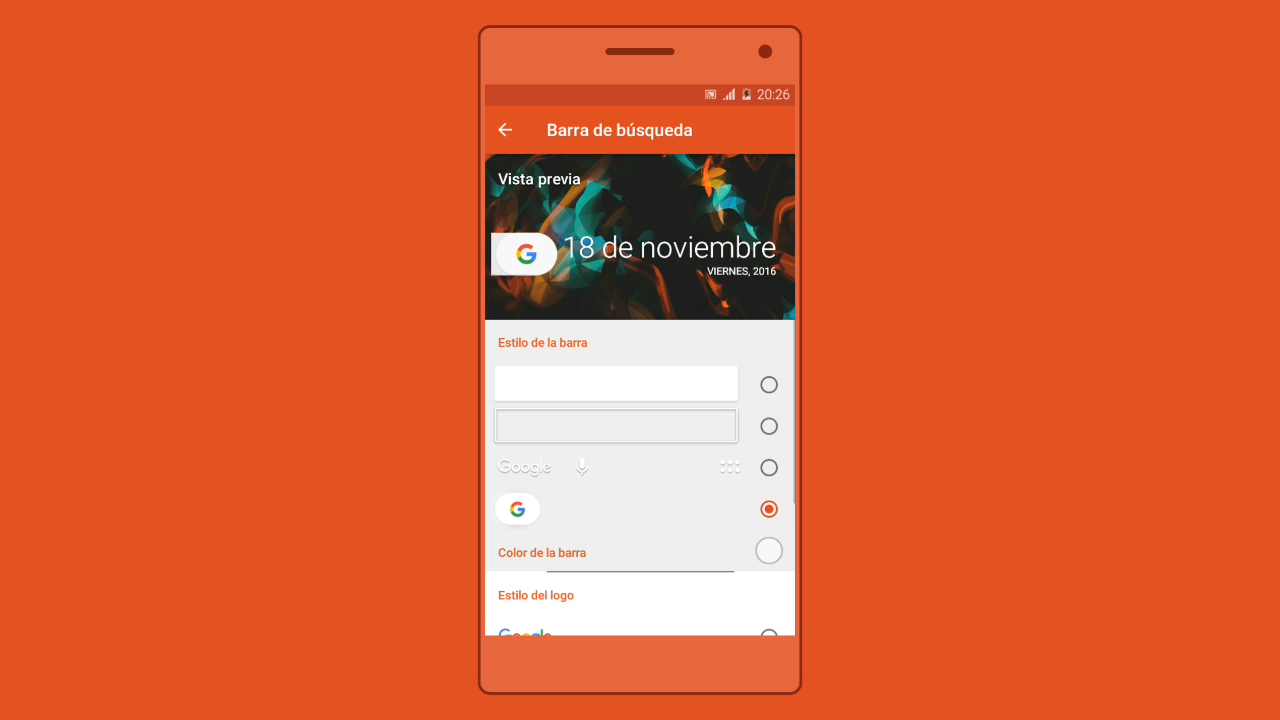 20:26
Barra de búsqueda
Vista previa
G 18 de noviembre
VIERNES, 2016
Estilo de la barra
Google
G
Color de la barra
Estilo del logo
Google